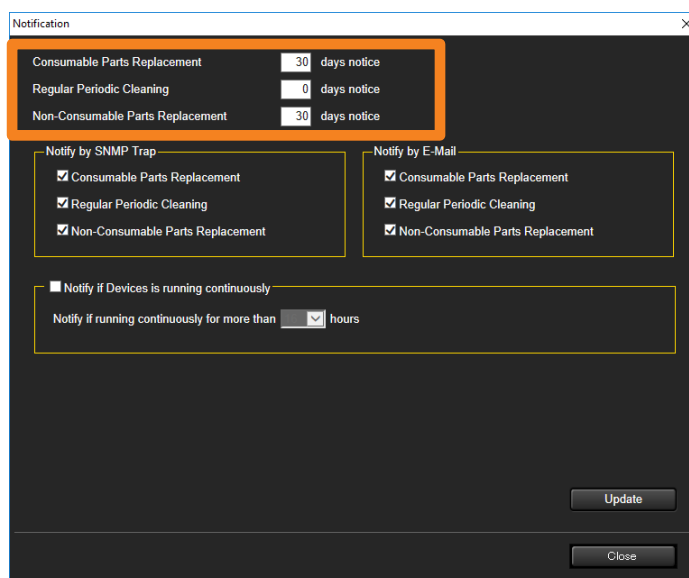 Notification
Consumable Parts Replacement 30 days notice
Regular Periodic Cleaning 0 days notice
Non-Consumable Parts Replacement 30 days notice
Notify by SNMP Trap
Consumable Parts Replacement
Regular Periodic Cleaning
Non-Consumable Parts Replacement
Notify by E-Mail
Consumable Parts Replacement
Regular Periodic Cleaning
Non-Consumable Parts Replacement
Notify if Devices is running continuously
Notify if running continuously for more than hours
Update
Close